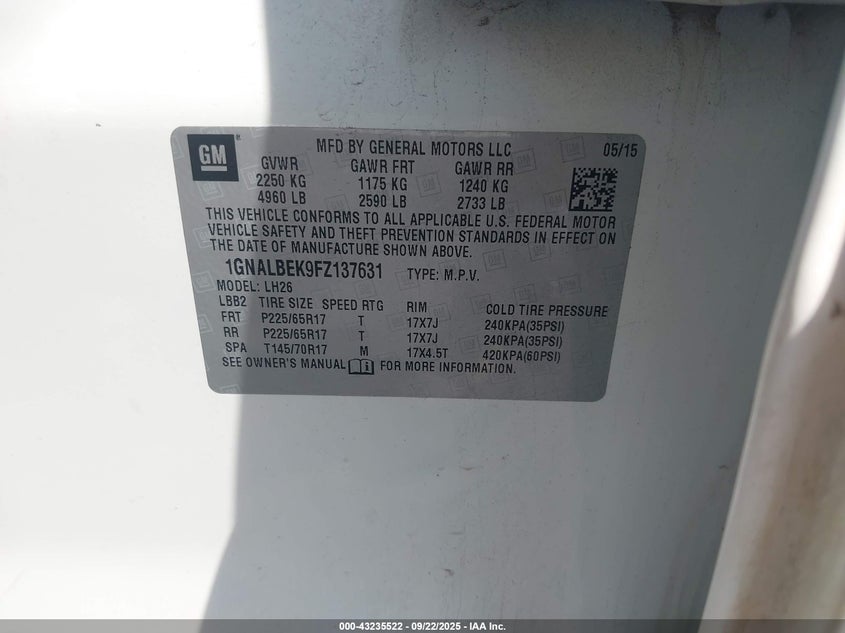 GM
MFD BY GENERAL MOTORS LLC 05/15
GVWR GAWR FRT GAWR RR
2250 KG 1175 KG 1240 KG
4960 LB 2590 LB 2733 LB
THIS VEHICLE CONFORMS TO ALL APPLICABLE U.S. FEDERAL MOTOR
VEHICLE SAFETY AND THEFT PREVENTION STANDARDS IN EFFECT ON
THE DATE OF MANUFACTURE SHOWN ABOVE.
1GNALBEK9FZ137631 TYPE: M.P.V.
MODEL: LH26
LBB2 TIRE SIZE SPEED RTG RIM COLD TIRE PRESSURE
FRT P225/65R17 T 17X7J 240KPA(35PSI)
RR P225/65R17 T 17X7J 240KPA(35PSI)
SPA T145/70R17 M 17X4.5T 420KPA(60PSI)
SEE OWNER'S MANUAL FOR MORE INFORMATION.
000-43235522 - 09/22/2025 - IAA Inc.